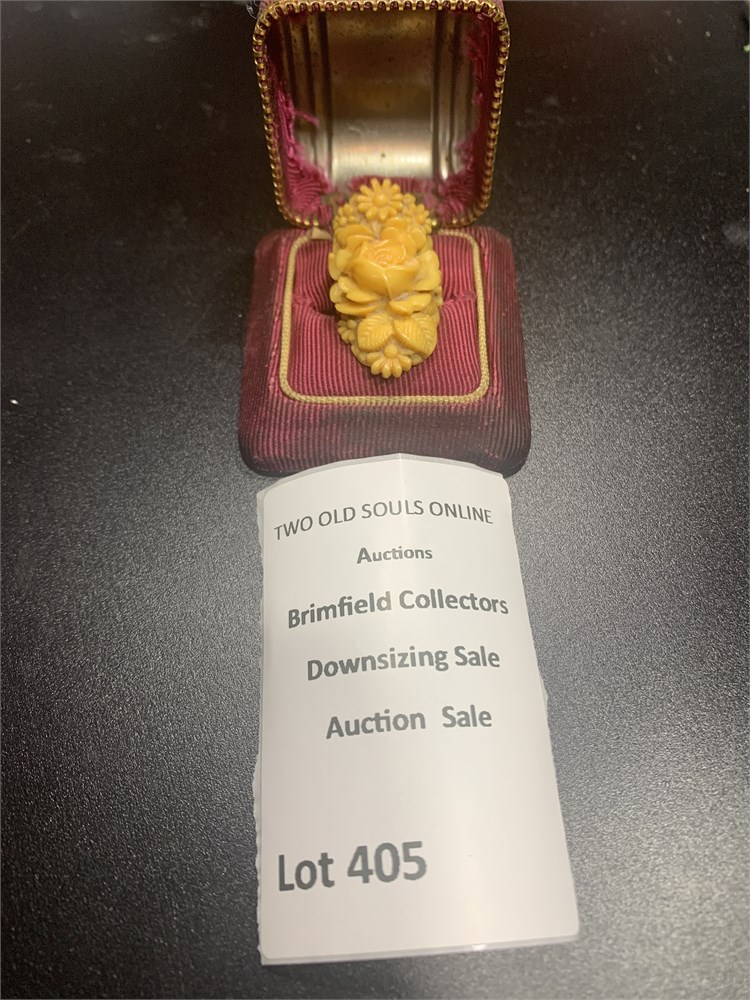 TWO OLD SOULS ONLINE
Auctions
Brimfield Collectors
Downsizing Sale
Auction Sale
Lot 405